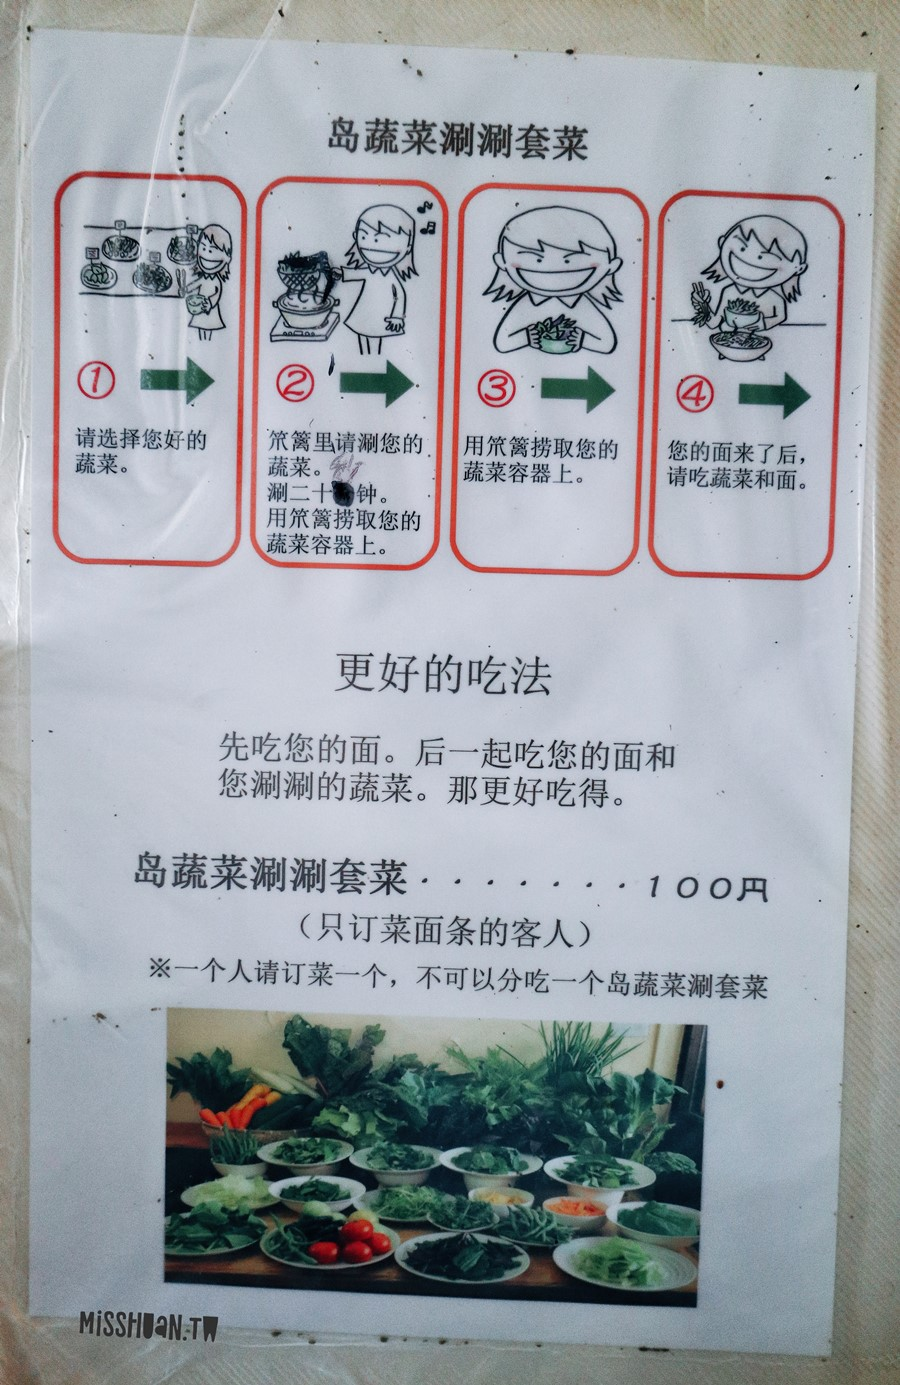 岛蔬菜涮涮套菜
① 请选择您好的
蔬菜。
② 笊篱里请涮您的
蔬菜。
涮二十钟。
用笊篱捞取您的
蔬菜容器上。
③ 用笊篱捞取您的
蔬菜容器上。
④ 您的面来了后，
请吃蔬菜和面。
更好的吃法
先吃您的面。后一起吃您的面和
您涮涮的蔬菜。那更好吃得。
岛蔬菜涮涮套菜・・・・・・・・100円
（只订菜面条的客人）
※一个人请订菜一个，不可以分吃一个岛蔬菜涮套菜
MiSSHUAN.TW